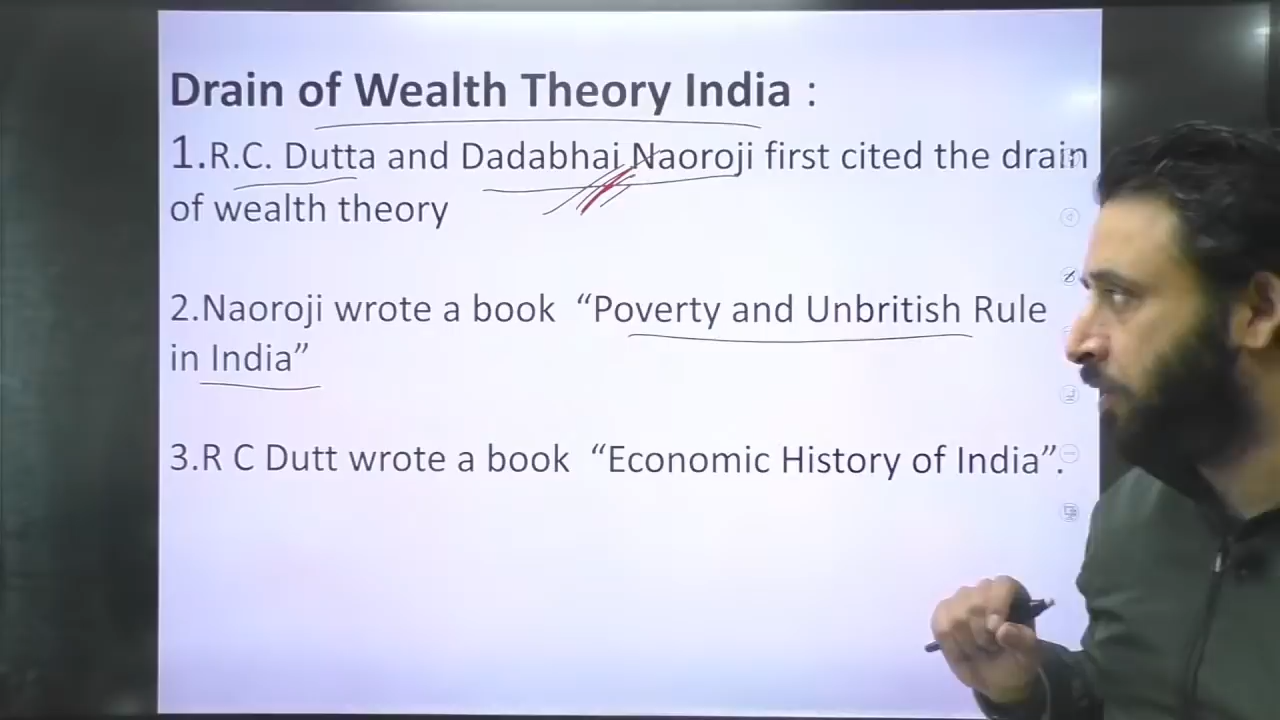 Drain of Wealth Theory India :
1.R.C. Dutta and Dadabhai Naoroji first cited the drain
of wealth theory
2.Naoroji wrote a book “Poverty and Unbritish Rule
in India”
3.R C Dutt wrote a book “Economic History of India”.